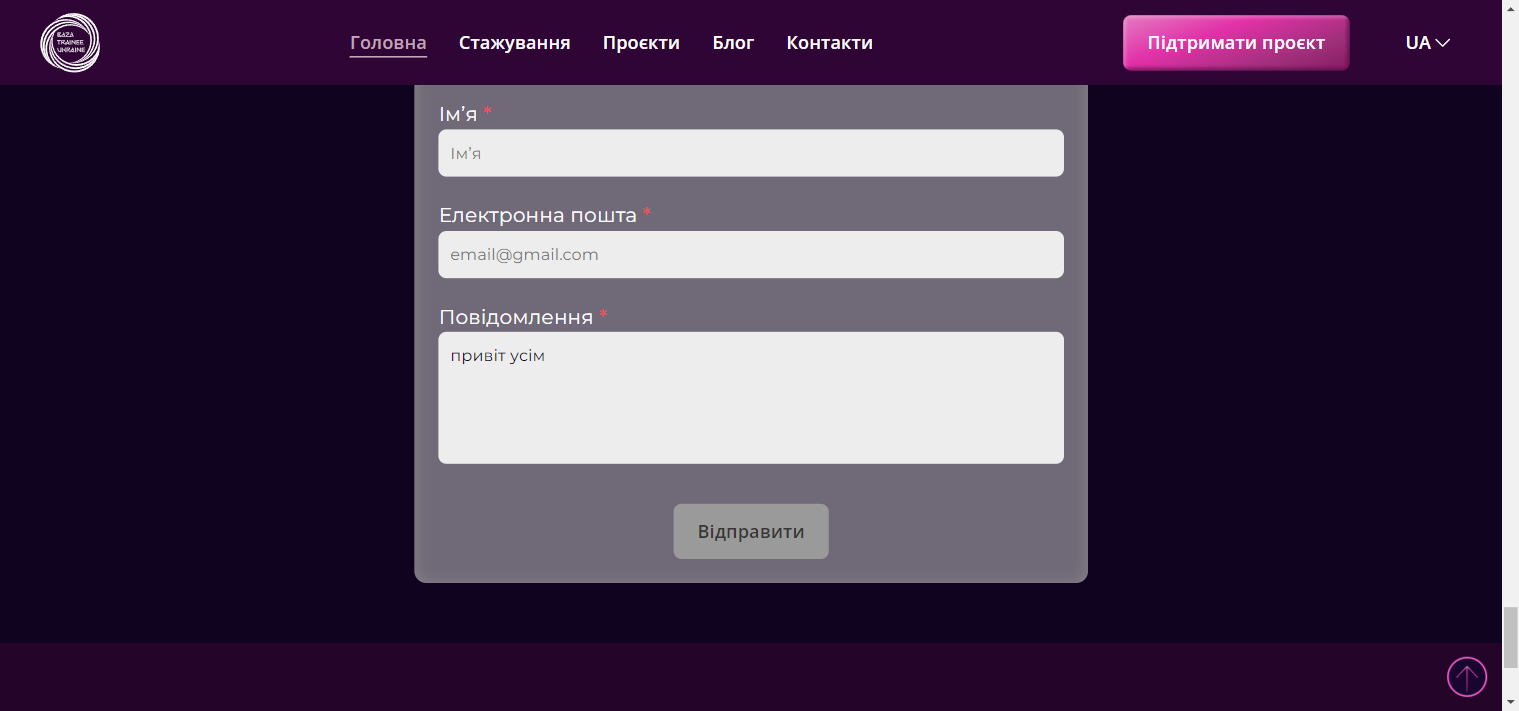 BAZA
TRAINEE
UKRAINE
Головна Стажування Проєкти Блог Контакти Підтримати проєкт UA
Ім’я *
Ім’я
Електронна пошта *
email@gmail.com
Повідомлення *
привіт усім
Відправити